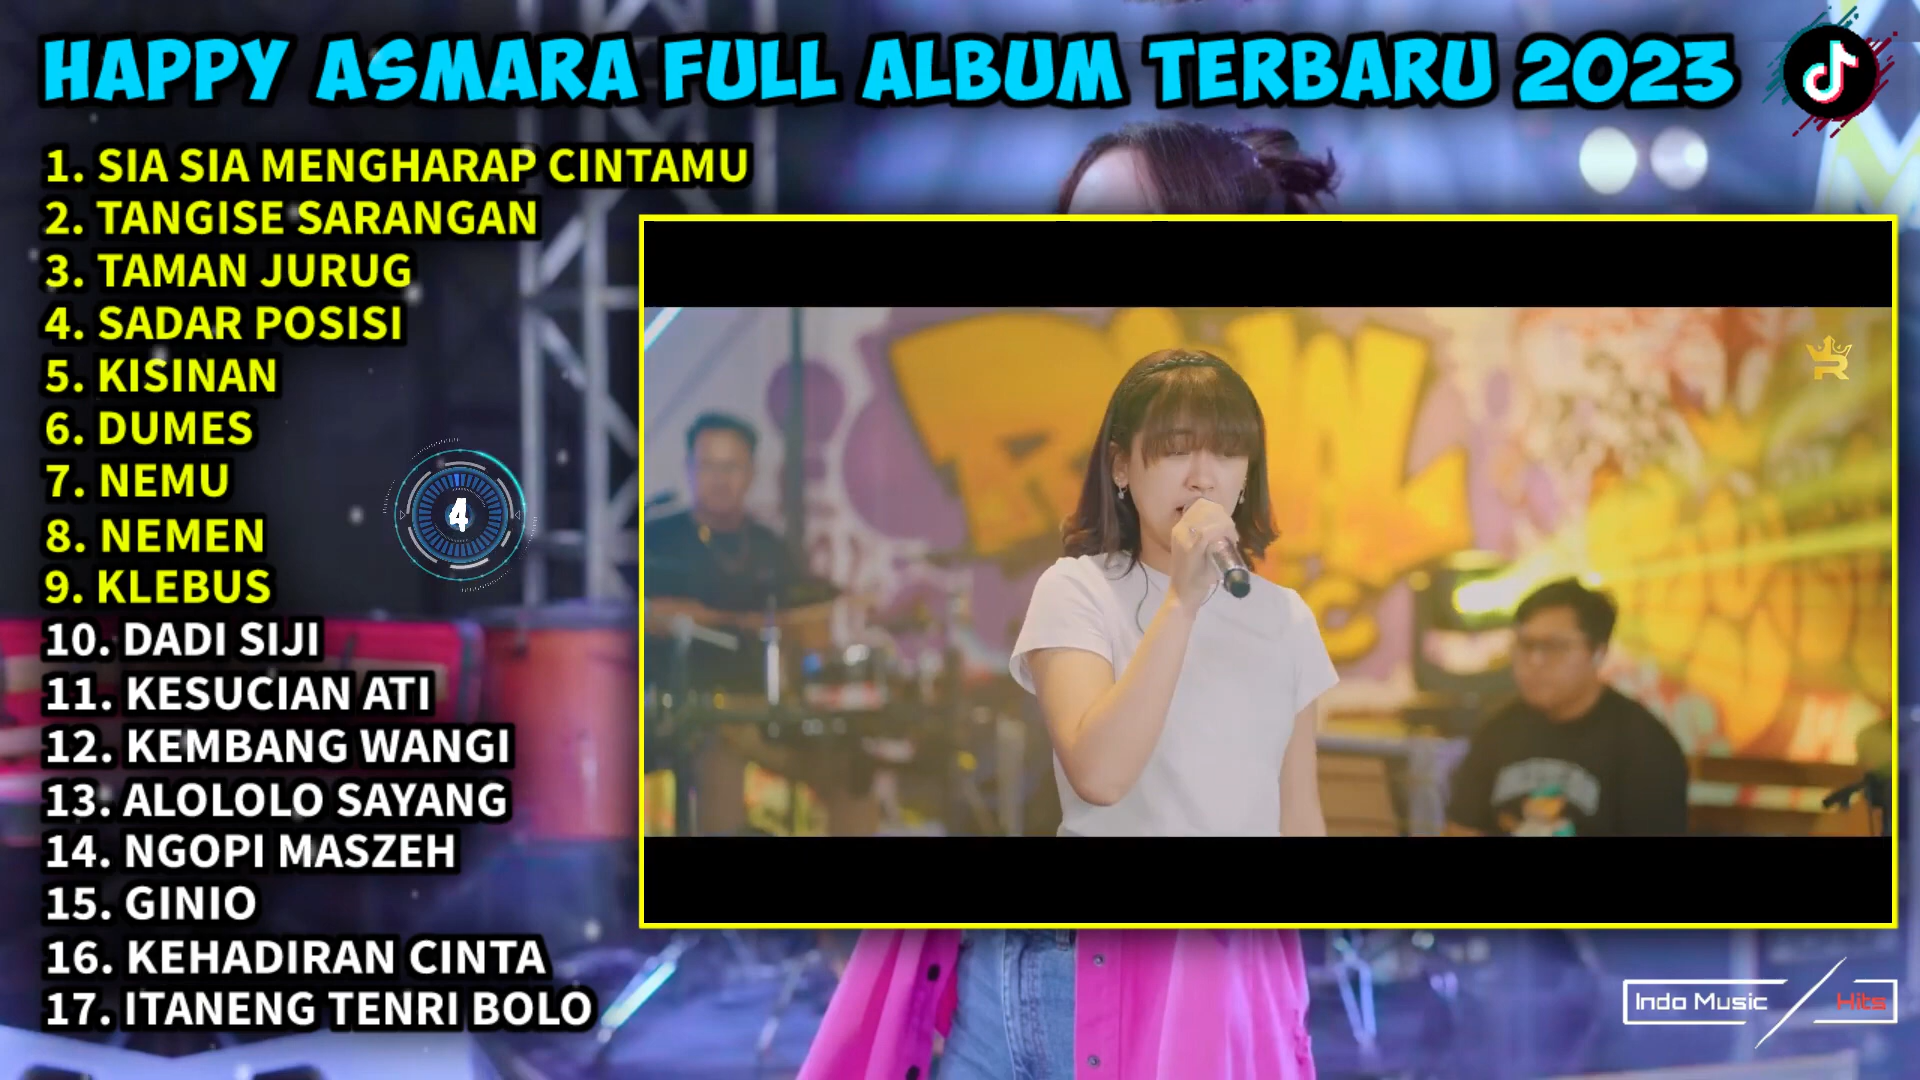 HAPPY ASMARA FULL ALBUM TERBARU 2023
1. SIA SIA MENGHARAP CINTAMU
2. TANGISE SARANGAN
3. TAMAN JURUG
4. SADAR POSISI
5. KISINAN
6. DUMES
7. NEMU
8. NEMEN
9. KLEBUS
10. DADI SIJI
11. KESUCIAN ATI
12. KEMBANG WANGI
13. ALOLOLO SAYANG
14. NGOPI MASZEH
15. GINIO
16. KEHADIRAN CINTA
17. ITANENG TENRI BOLO
4
R
Indo Music Hits